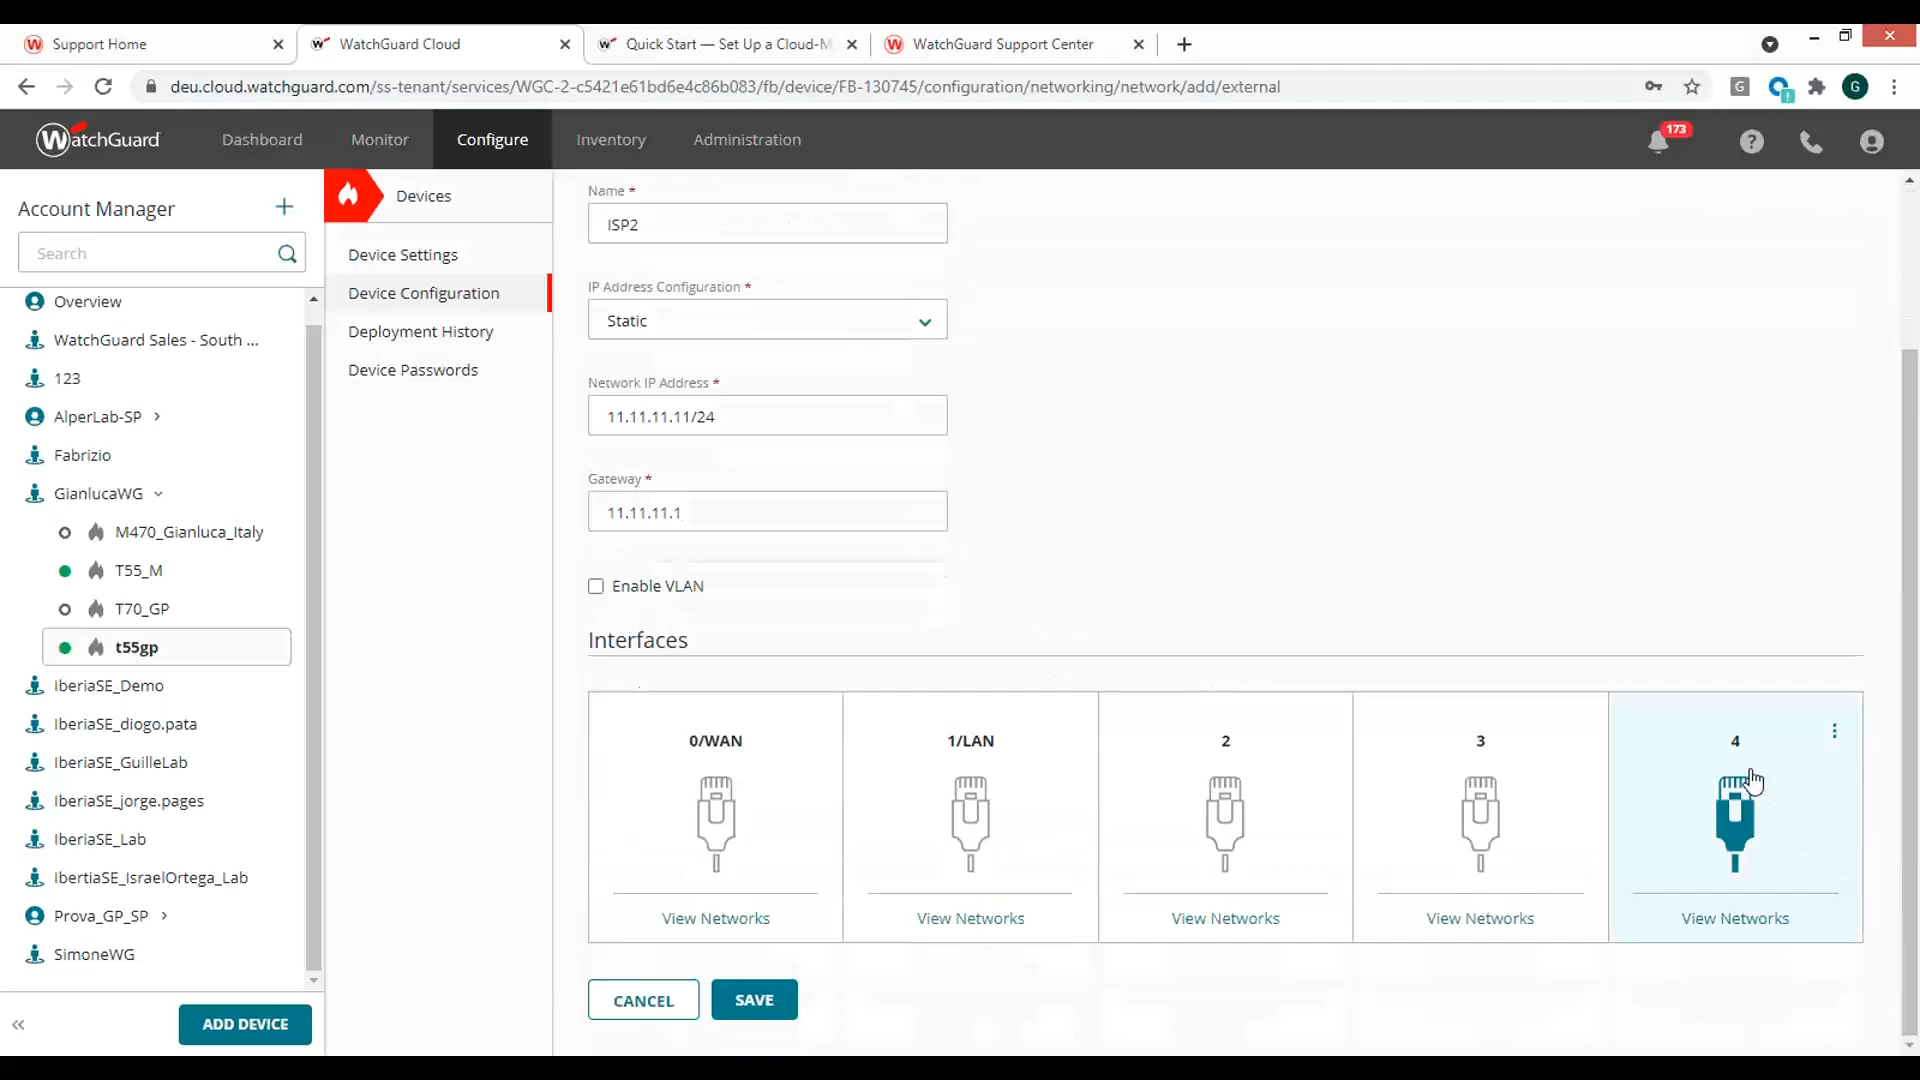 Support Home
WatchGuard Cloud
Quick Start — Set Up a Cloud-M
WatchGuard Support Center
deu.cloud.watchguard.com/ss-tenant/services/WGC-2-c5421e61bd6e4c86b083/fb/device/FB-130745/configuration/networking/network/add/external
G
G
WatchGuard
Dashboard
Monitor
Configure
Inventory
Administration
173
Account Manager
Search
Overview
WatchGuard Sales - South ...
123
AlperLab-SP
Fabrizio
GianlucaWG
M470_Gianluca_Italy
T55_M
T70_GP
t55gp
IberiaSE_Demo
IberiaSE_diogo.pata
IberiaSE_GuilleLab
IberiaSE_jorge.pages
IberiaSE_Lab
IbertiaSE_IsraelOrtega_Lab
Prova_GP_SP
SimoneWG
ADD DEVICE
Devices
Device Settings
Device Configuration
Deployment History
Device Passwords
Name *
ISP2
IP Address Configuration *
Static
Network IP Address *
11.11.11.11/24
Gateway *
11.11.11.1
Enable VLAN
Interfaces
0/WAN
1/LAN
2
3
4
View Networks
View Networks
View Networks
View Networks
View Networks
CANCEL
SAVE